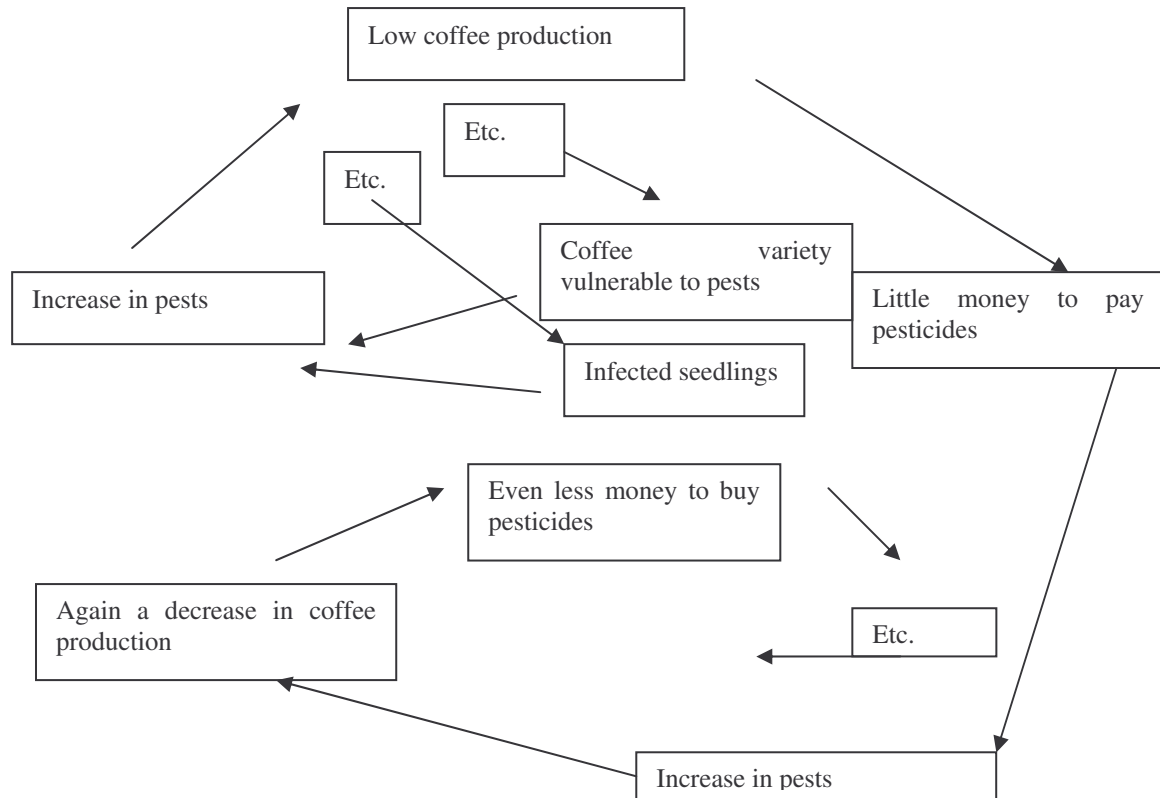 Low coffee production
Etc.
Etc.
Coffee variety
vulnerable to pests
Increase in pests
Little money to pay
pesticides
Infected seedlings
Even less money to buy
pesticides
Again a decrease in coffee
production
Etc.
Increase in pests